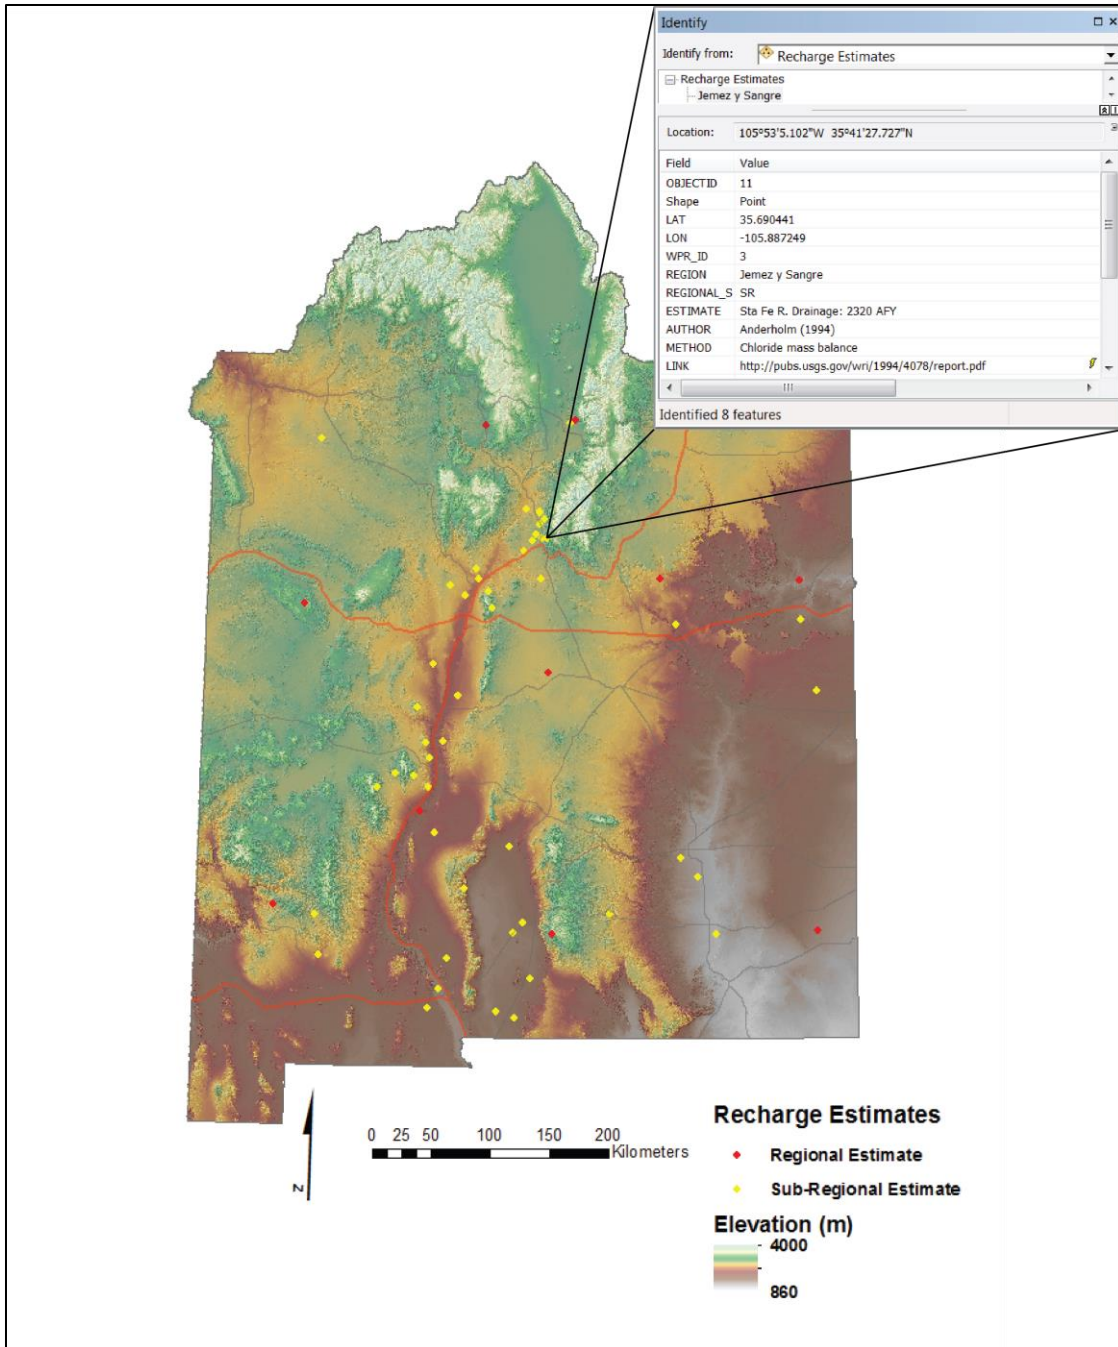 Identify
Identify from: Recharge Estimates
Recharge Estimates
Jemez y Sangre
Location: 105°53'5.102"W 35°41'27.727"N
Field Value
OBJECTID 11
Shape Point
LAT 35.690441
LON -105.887249
WPR_ID 3
REGION Jemez y Sangre
REGIONAL_S SR
ESTIMATE Sta Fe R. Drainage: 2320 AFY
AUTHOR Anderholm (1994)
METHOD Chloride mass balance
LINK http://pubs.usgs.gov/wri/1994/4078/report.pdf
Identified 8 features
Recharge Estimates
Regional Estimate
Sub-Regional Estimate
Elevation (m)
4000
860
0 25 50 100 150 200
Kilometers
N